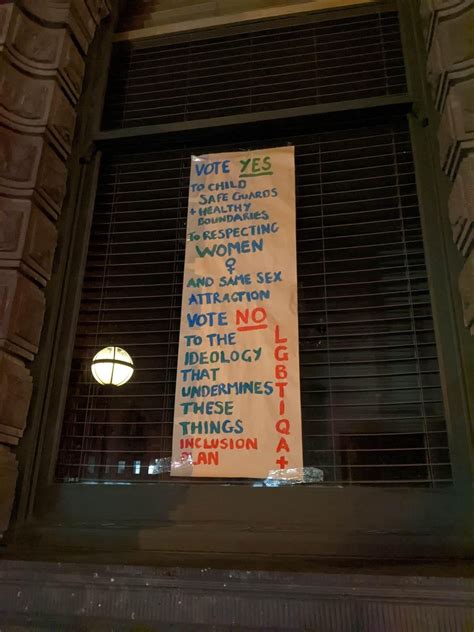 VOTE YES
TO CHILD
SAFE GUARDS
+ HEALTHY
BOUNDARIES
TO RESPECTING
WOMEN
♀
AND SAME SEX
ATTRACTION
VOTE NO
TO THE
IDEOLOGY
THAT
UNDERMINES
THESE
THINGS
INCLUSION
PLAN
LGBTIQA+